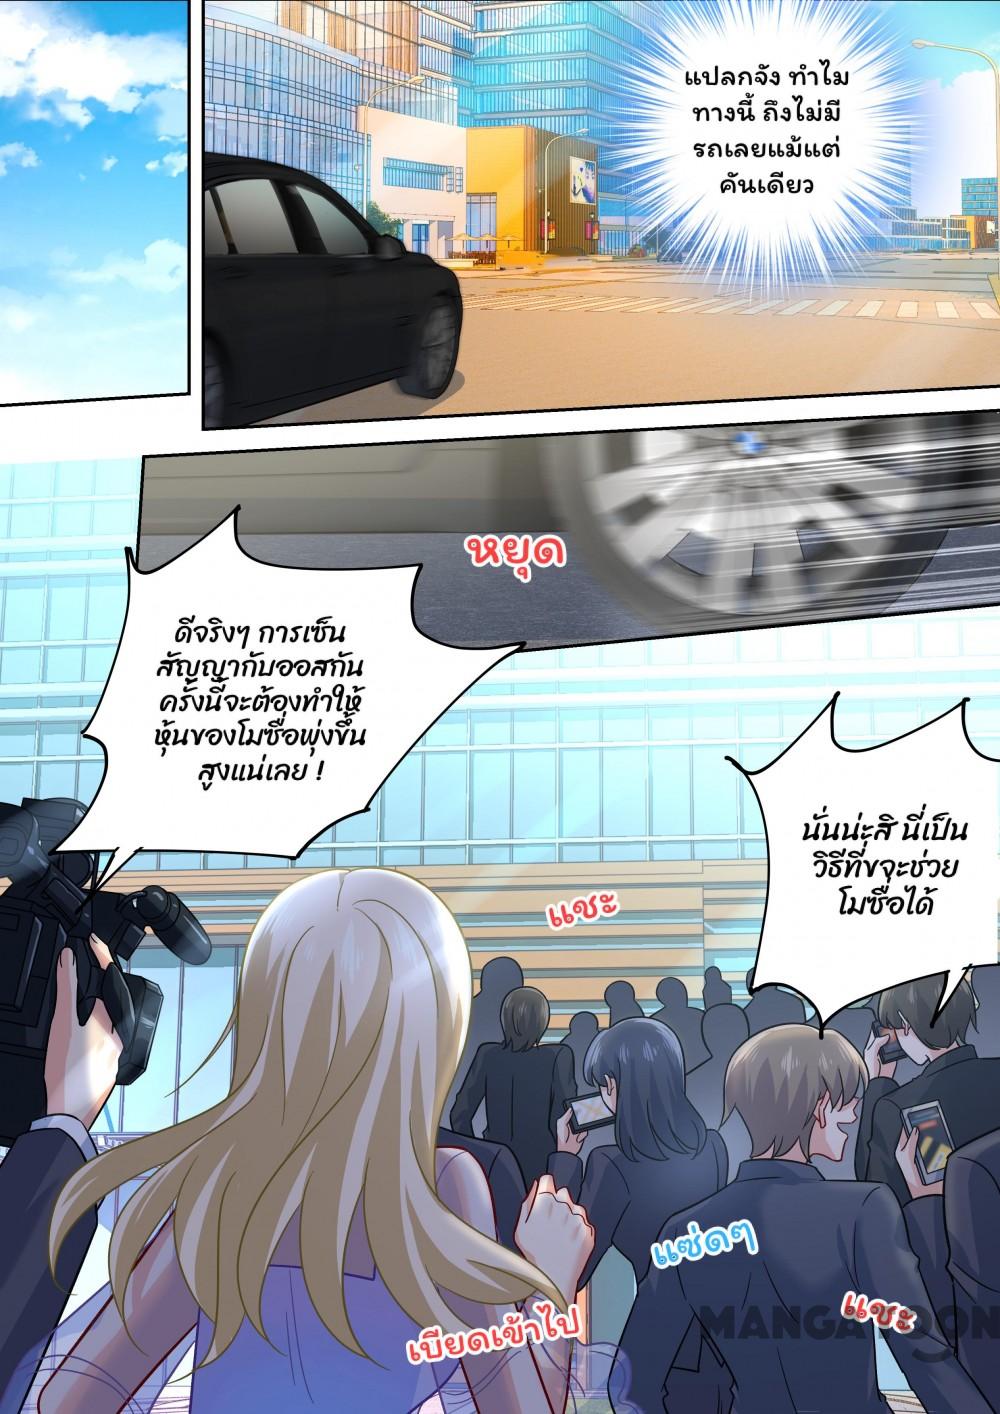 แปลกจัง ทำไม
ทางนี้ ถึงไม่มี
รถเลยแม้แต่
คันเดียว
หยุด
ดีจริงๆ การเซ็น
สัญญากับออสกัน
ครั้งนี้จะต้องทำให้
หุ้นของโมซื่อพุ่งขึ้น
สูงแน่เลย !
นั่นน่ะสิ นี่เป็น
วิธีที่ขจะช่วย
โมซื่อได้
แชะ
แซ่ดๆ
แชะ
เบียดเข้าไป
MANGATOON